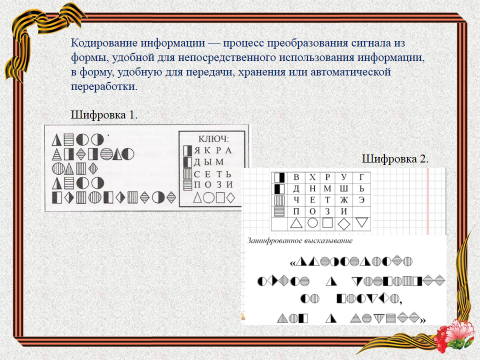 Кодирование информации — процесс преобразования сигнала из
формы, удобной для непосредственного использования информации,
в форму, удобную для передачи, хранения или автоматической
переработки.
Шифровка 1.
КЛЮЧ:
Я К Р А
Д Ы М
С Е Т Ь
П О З И
Шифровка 2.
В Х Р У Г
Д Н М Ш Ь
Ч Е Т Ж Э
П О З И
Зашифрованное высказывание